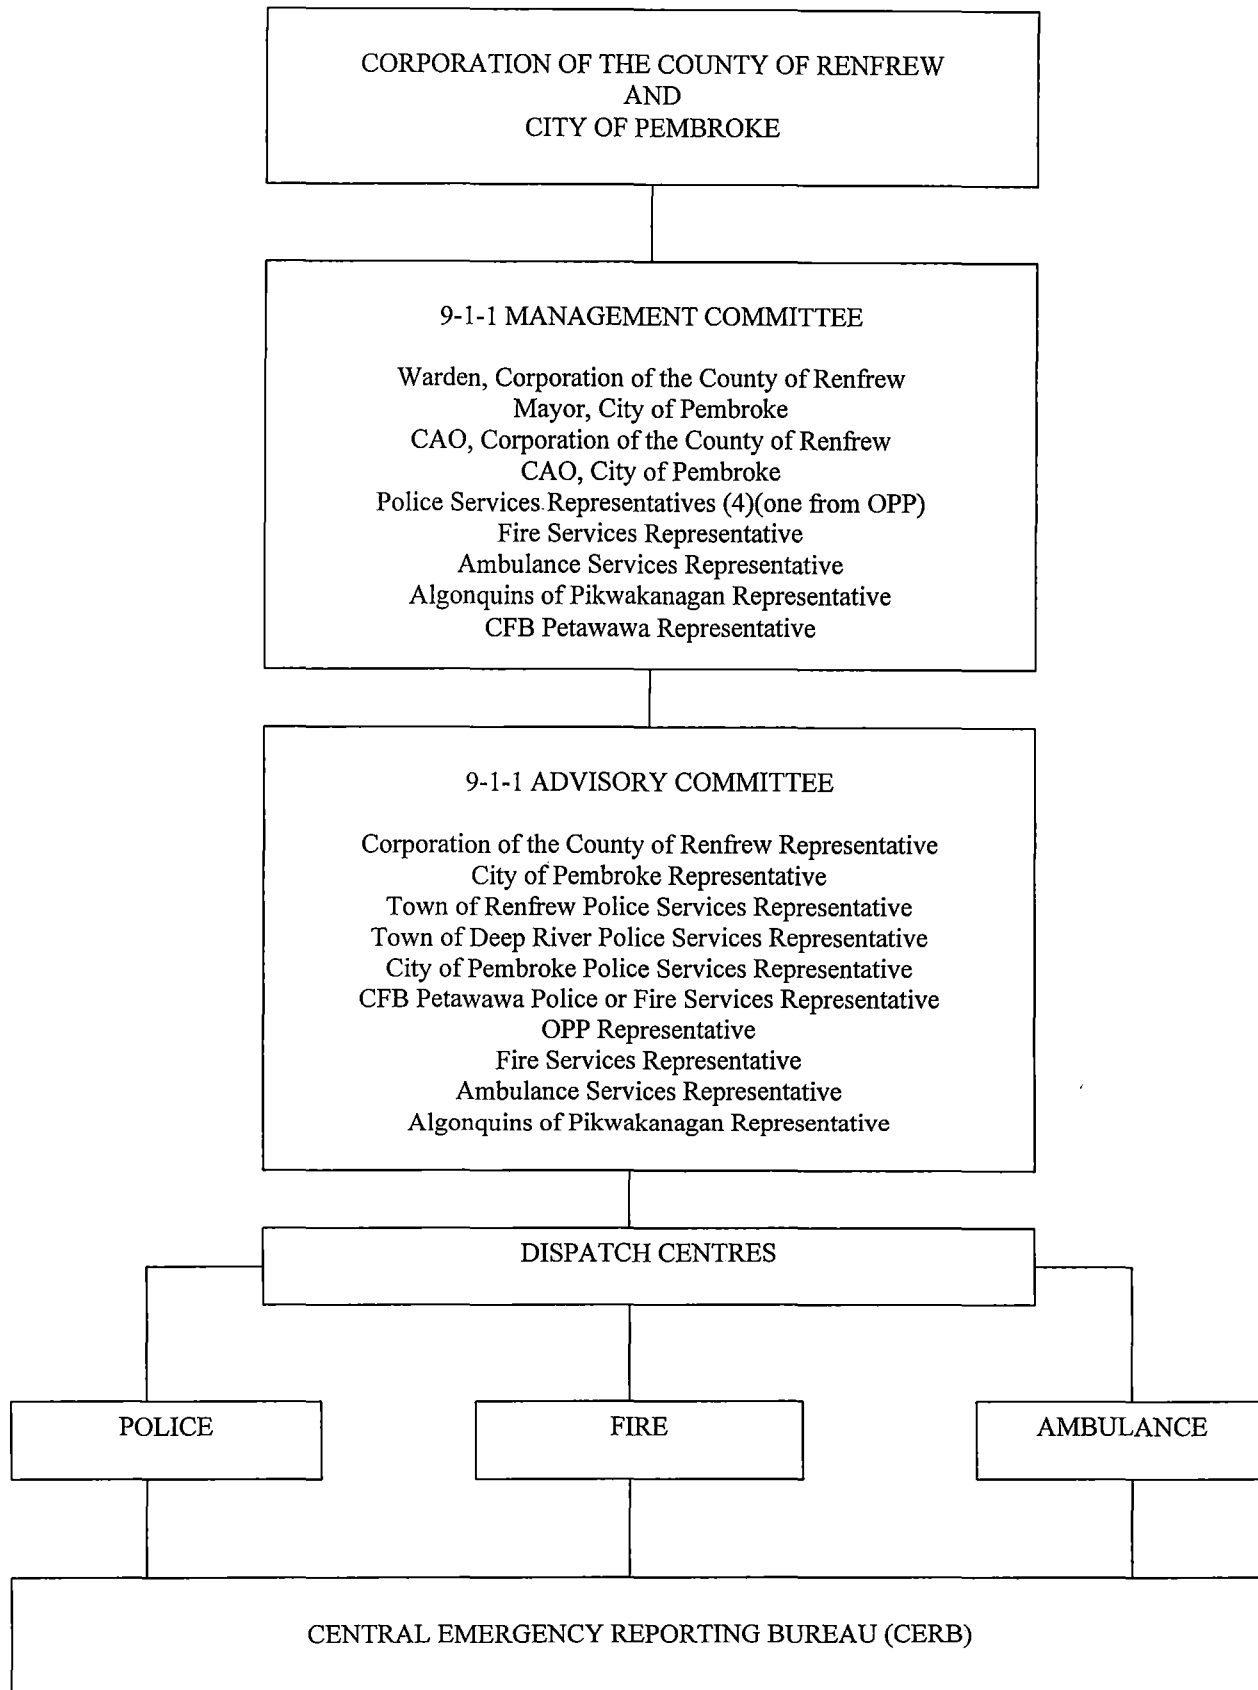 CORPORATION OF THE COUNTY OF RENFREW
AND
CITY OF PEMBROKE
9-1-1 MANAGEMENT COMMITTEE
Warden, Corporation of the County of Renfrew
Mayor, City of Pembroke
CAO, Corporation of the County of Renfrew
CAO, City of Pembroke
Police Services Representatives (4)(one from OPP)
Fire Services Representative
Ambulance Services Representative
Algonquins of Pikwakanagan Representative
CFB Petawawa Representative
9-1-1 ADVISORY COMMITTEE
Corporation of the County of Renfrew Representative
City of Pembroke Representative
Town of Renfrew Police Services Representative
Town of Deep River Police Services Representative
City of Pembroke Police Services Representative
CFB Petawawa Police or Fire Services Representative
OPP Representative
Fire Services Representative
Ambulance Services Representative
Algonquins of Pikwakanagan Representative
DISPATCH CENTRES
POLICE
FIRE
AMBULANCE
CENTRAL EMERGENCY REPORTING BUREAU (CERB)